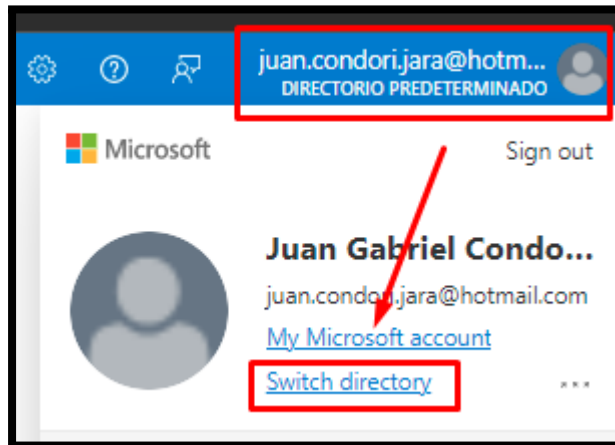 juan.condori.jara@hotm...
DIRECTORIO PREDETERMINADO
Microsoft
Sign out
Juan Gabriel Condo...
juan.condori.jara@hotmail.com
My Microsoft account
Switch directory
...